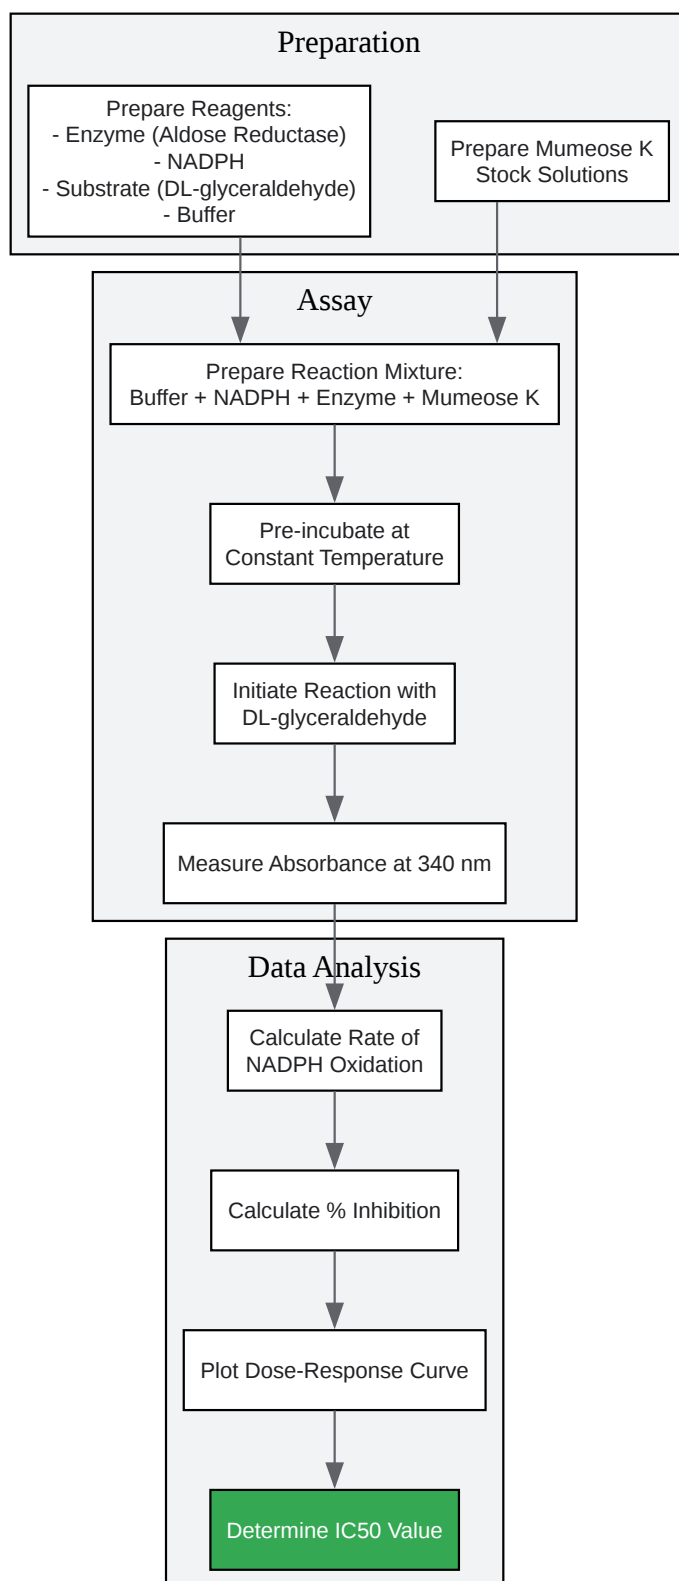 Preparation
Prepare Reagents:
- Enzyme (Aldose Reductase)
- NADPH
- Substrate (DL-glyceraldehyde)
- Buffer
Prepare Mumeose K
Stock Solutions
Assay
Prepare Reaction Mixture:
Buffer + NADPH + Enzyme + Mumeose K
Pre-incubate at
Constant Temperature
Initiate Reaction with
DL-glyceraldehyde
Measure Absorbance at 340 nm
Data Analysis
Calculate Rate of
NADPH Oxidation
Calculate % Inhibition
Plot Dose-Response Curve
Determine IC50 Value